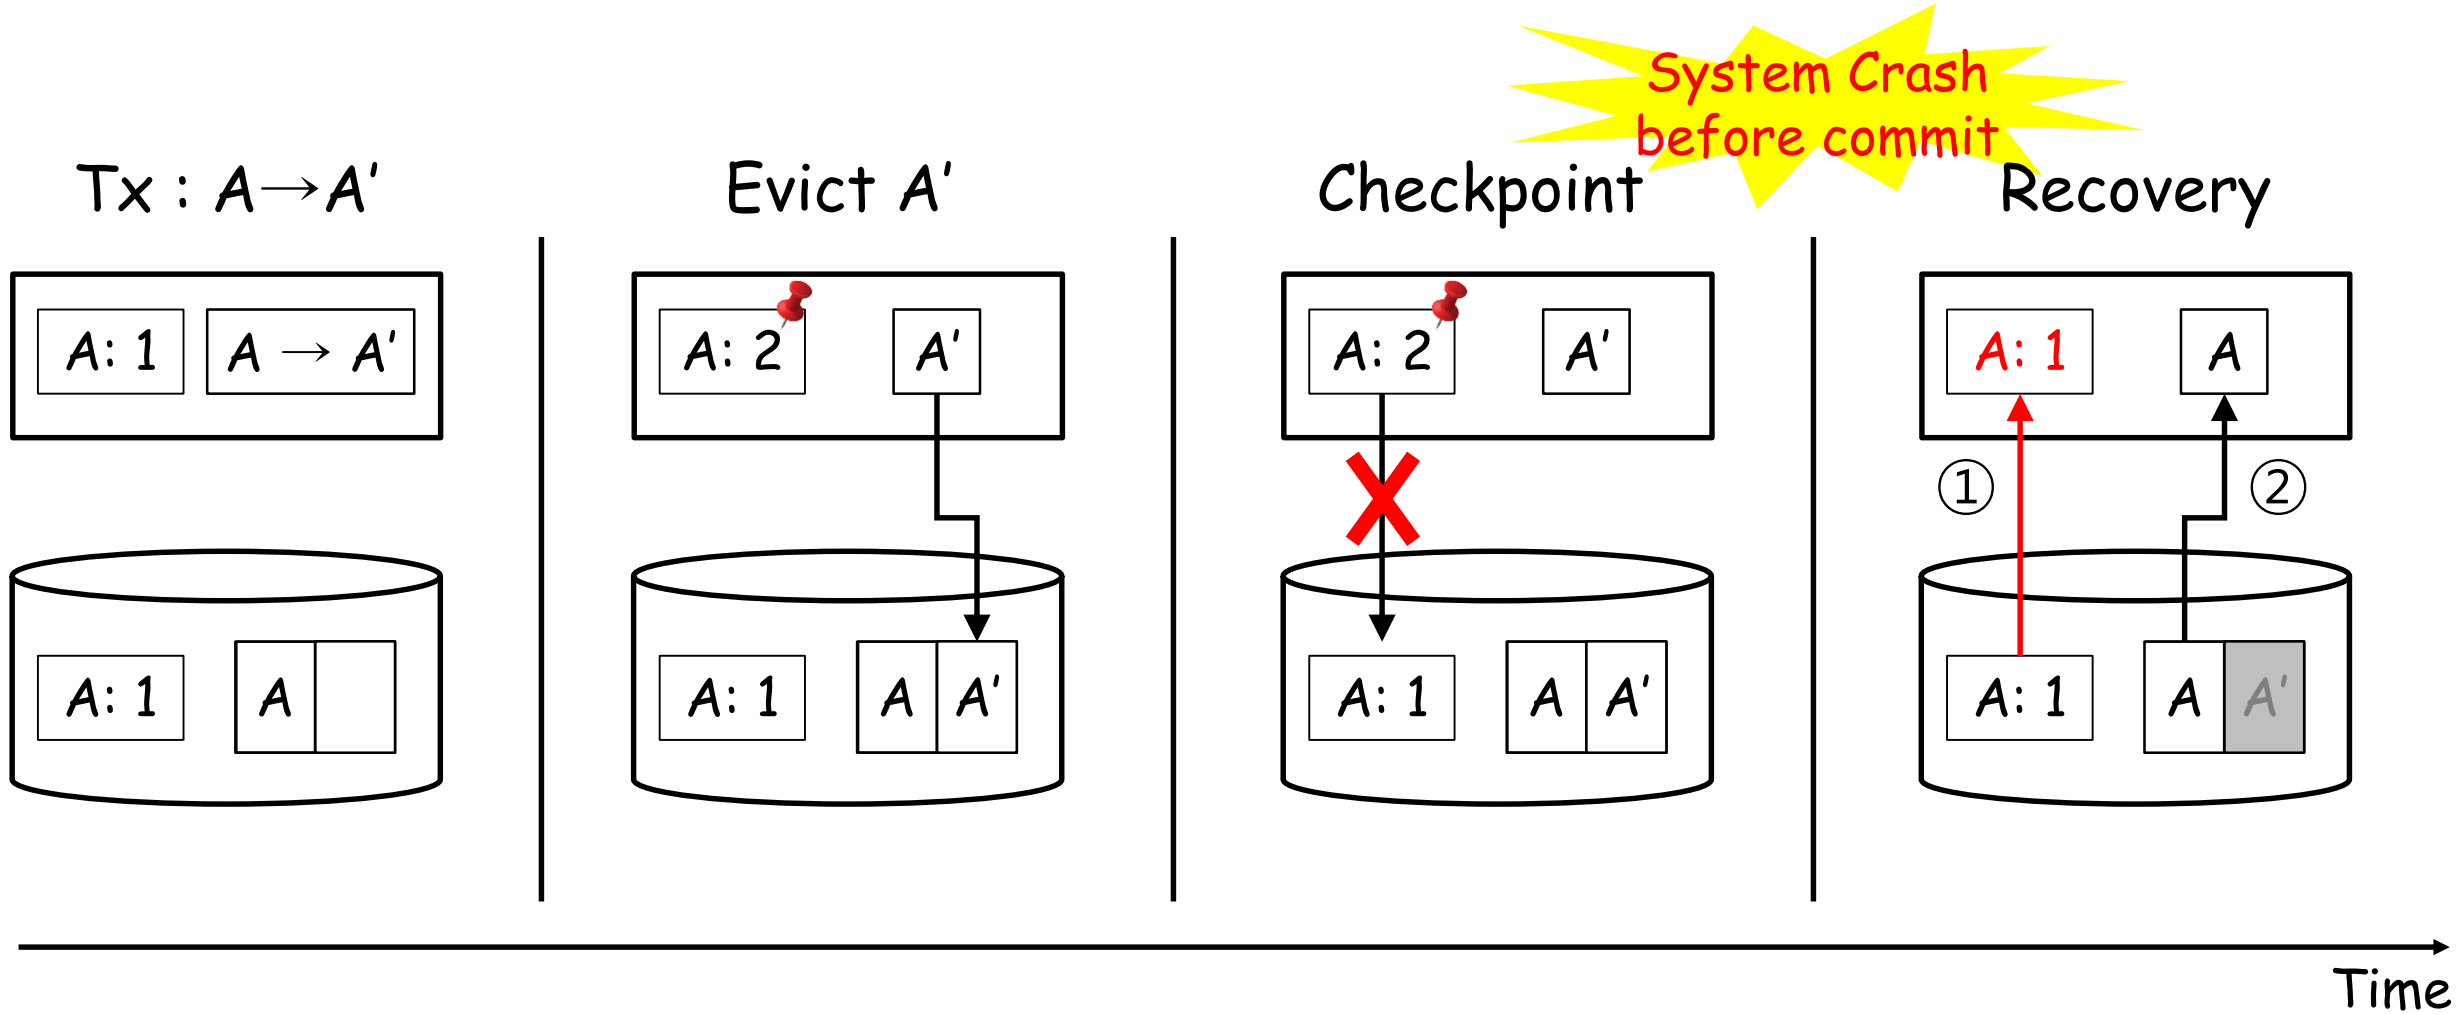 System Crash
before commit
Tx : A→A'
Evict A'
Checkpoint
Recovery
A: 1
A → A'
A: 2
A'
A: 2
A'
A: 1
A
①
②
A: 1
A
A: 1
A
A'
A: 1
A
A'
A: 1
A
A'
Time